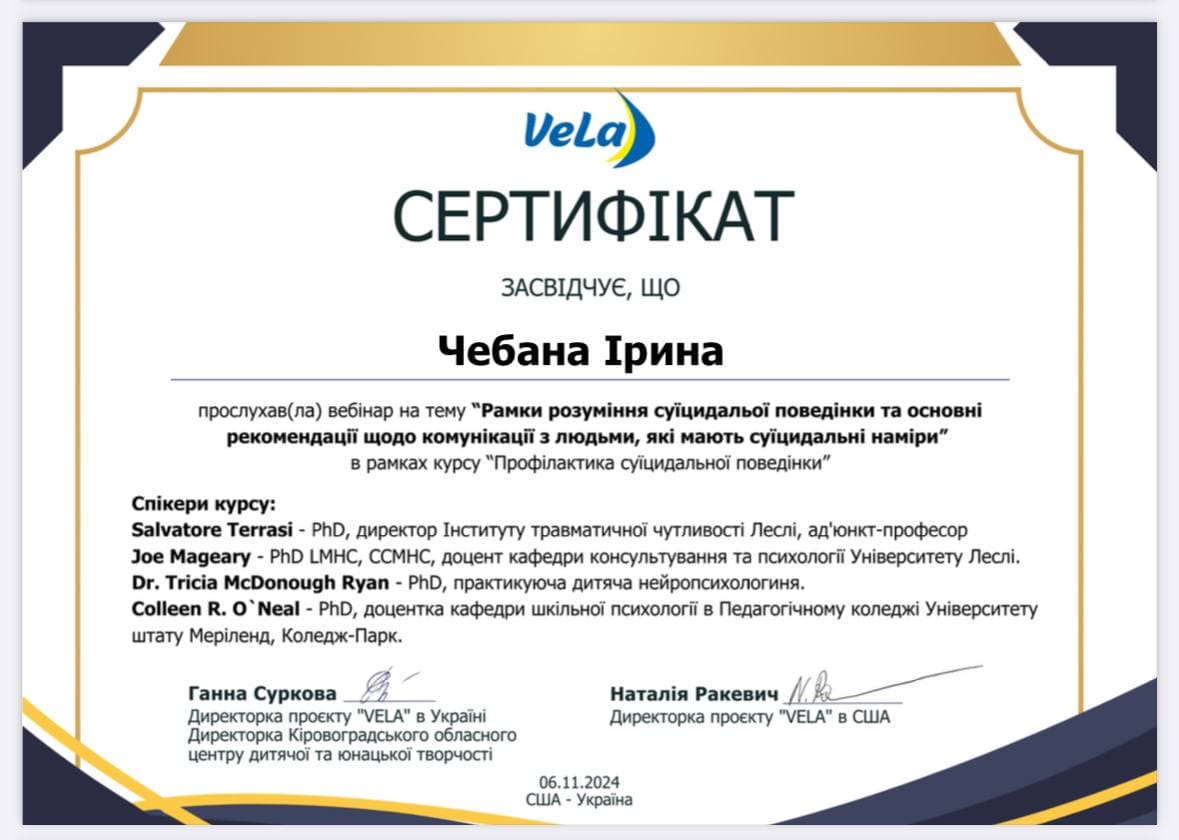 VeLa
СЕРТИФІКАТ
ЗАСВІДЧУЄ, ЩО
Чебана Ірина
прослухав(ла) вебінар на тему “Рамки розуміння суїцидальої поведінки та основні
рекомендації щодо комунікації з людьми, які мають суїцидальні наміри”
в рамках курсу “Профілактика суїцидальної поведінки”
Спікери курсу:
Salvatore Terrasi - PhD, директор Інституту травматичної чутливості Леслі, ад'юнкт-професор
Joe Mageary - PhD LMHC, CCMHC, доцент кафедри консультування та психології Університету Леслі.
Dr. Tricia McDonough Ryan - PhD, практикуюча дитяча нейропсихологиня.
Colleen R. O`Neal - PhD, доцентка кафедри шкільної психології в Педагогічному коледжі Університету
штату Меріленд, Коледж-Парк.
Ганна Суркова
Директорка проєкту "VELA" в Україні
Директорка Кіровоградського обласного
центру дитячої та юнацької творчості
Наталія Ракевич
Директорка проєкту "VELA" в США
06.11.2024
США - Україна